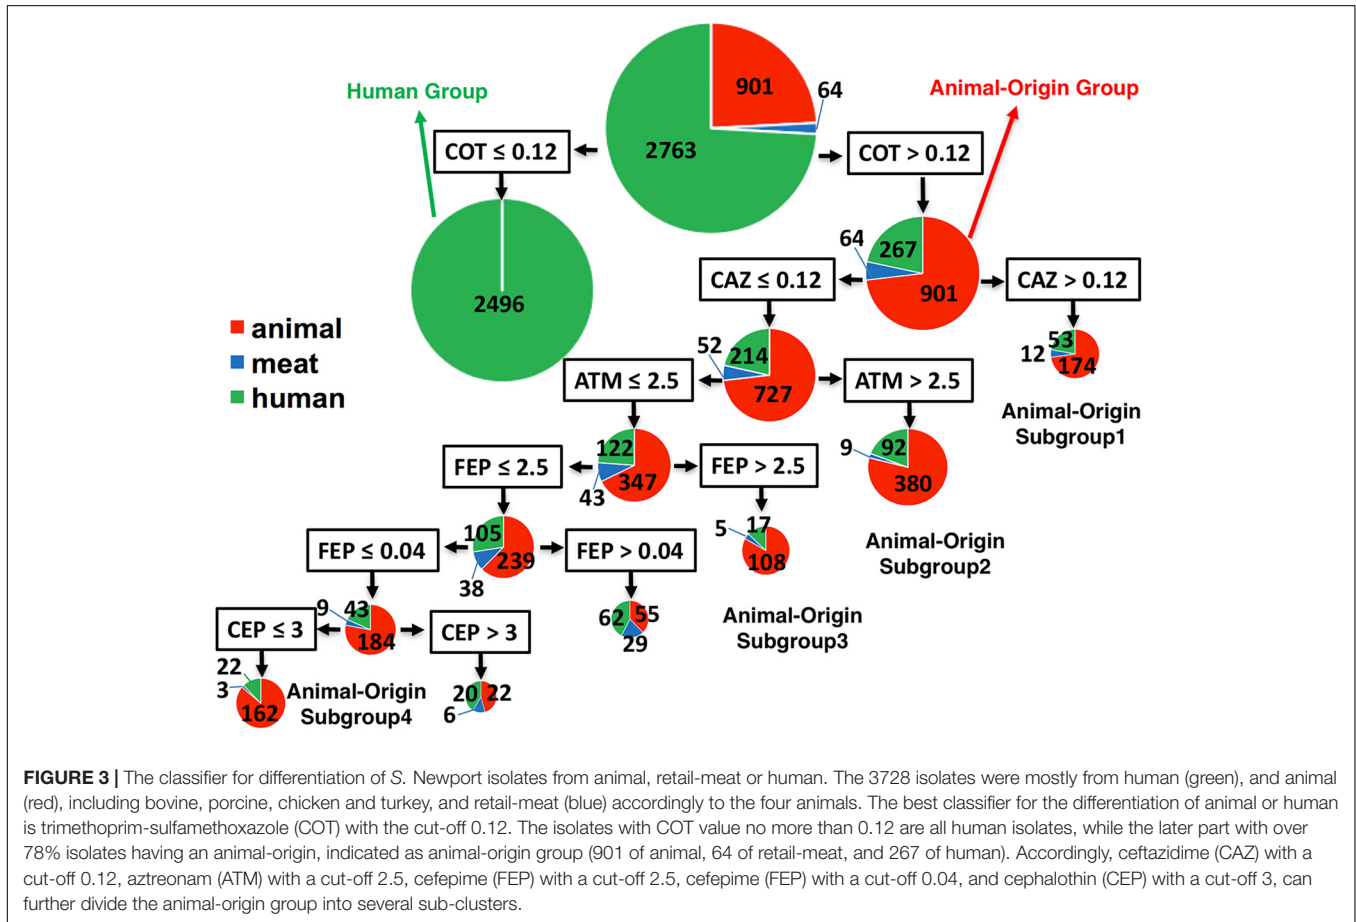 Human Group
Animal-Origin Group
901
64
2763
COT ≤ 0.12
COT > 0.12
2496
64
267
901
CAZ ≤ 0.12
CAZ > 0.12
animal
meat
human
52
214
727
53
12
174
Animal-Origin
Subgroup1
ATM ≤ 2.5
ATM > 2.5
122
347
43
9
92
380
Animal-Origin
Subgroup2
FEP ≤ 2.5
FEP > 2.5
105
239
38
5
17
108
Animal-Origin
Subgroup3
FEP ≤ 0.04
FEP > 0.04
9
43
184
62
55
29
CEP ≤ 3
CEP > 3
22
3
162
Animal-Origin
Subgroup4
20
22
6
FIGURE 3 | The classifier for differentiation of S. Newport isolates from animal, retail-meat or human. The 3728 isolates were mostly from human (green), and animal
(red), including bovine, porcine, chicken and turkey, and retail-meat (blue) accordingly to the four animals. The best classifier for the differentiation of animal or human
is trimethoprim-sulfamethoxazole (COT) with the cut-off 0.12. The isolates with COT value no more than 0.12 are all human isolates, while the later part with over
78% isolates having an animal-origin, indicated as animal-origin group (901 of animal, 64 of retail-meat, and 267 of human). Accordingly, ceftazidime (CAZ) with a
cut-off 0.12, aztreonam (ATM) with a cut-off 2.5, cefepime (FEP) with a cut-off 2.5, cefepime (FEP) with a cut-off 0.04, and cephalothin (CEP) with a cut-off 3, can
further divide the animal-origin group into several sub-clusters.